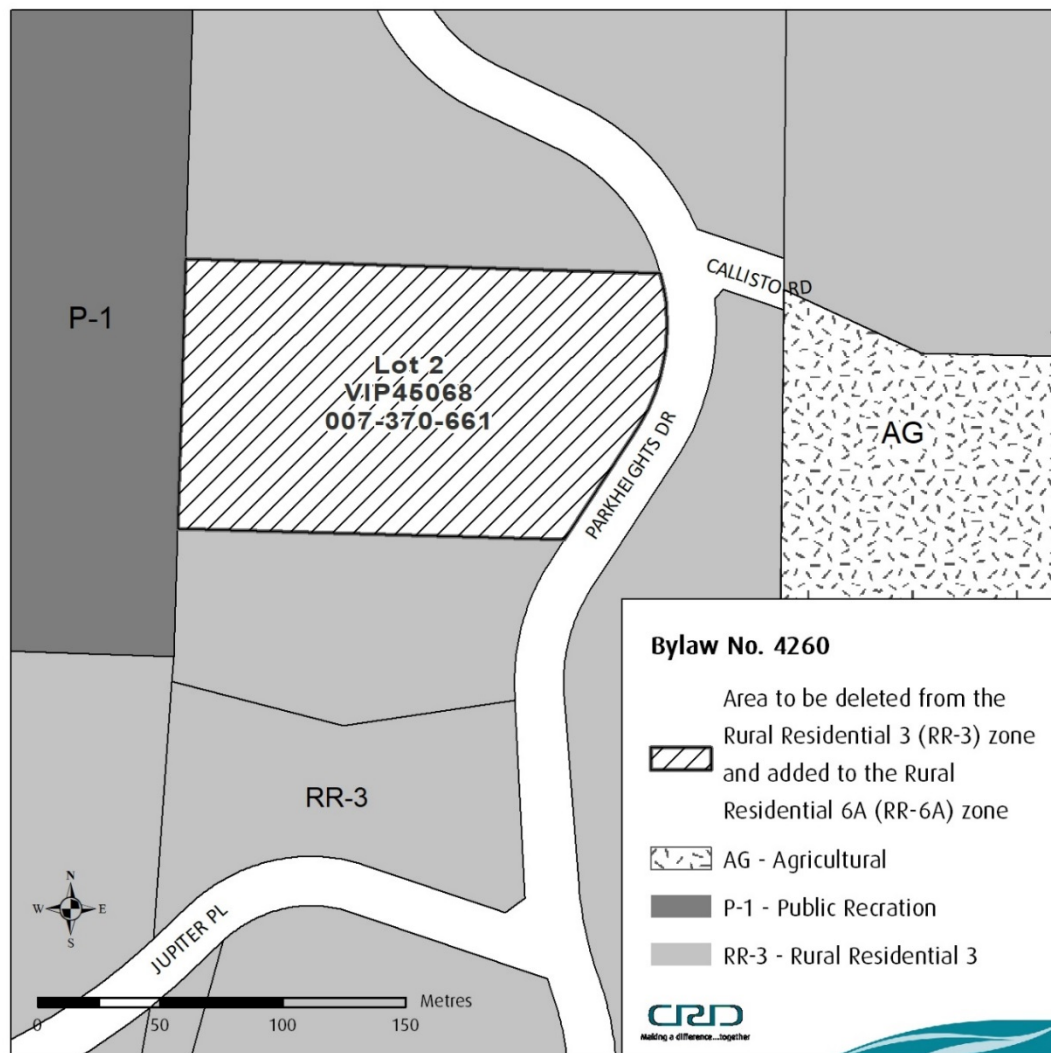 CALLISTO RD
P-1
Lot 2
VIP45068
007-370-661
AG
PARKHEIGHTS DR
RR-3
JUPITER PL
N
W E
S
0 50 100 150 Metres
Bylaw No. 4260
Area to be deleted from the
Rural Residential 3 (RR-3) zone
and added to the Rural
Residential 6A (RR-6A) zone
AG - Agricultural
P-1 - Public Recration
RR-3 - Rural Residential 3
CRD
Making a difference...together